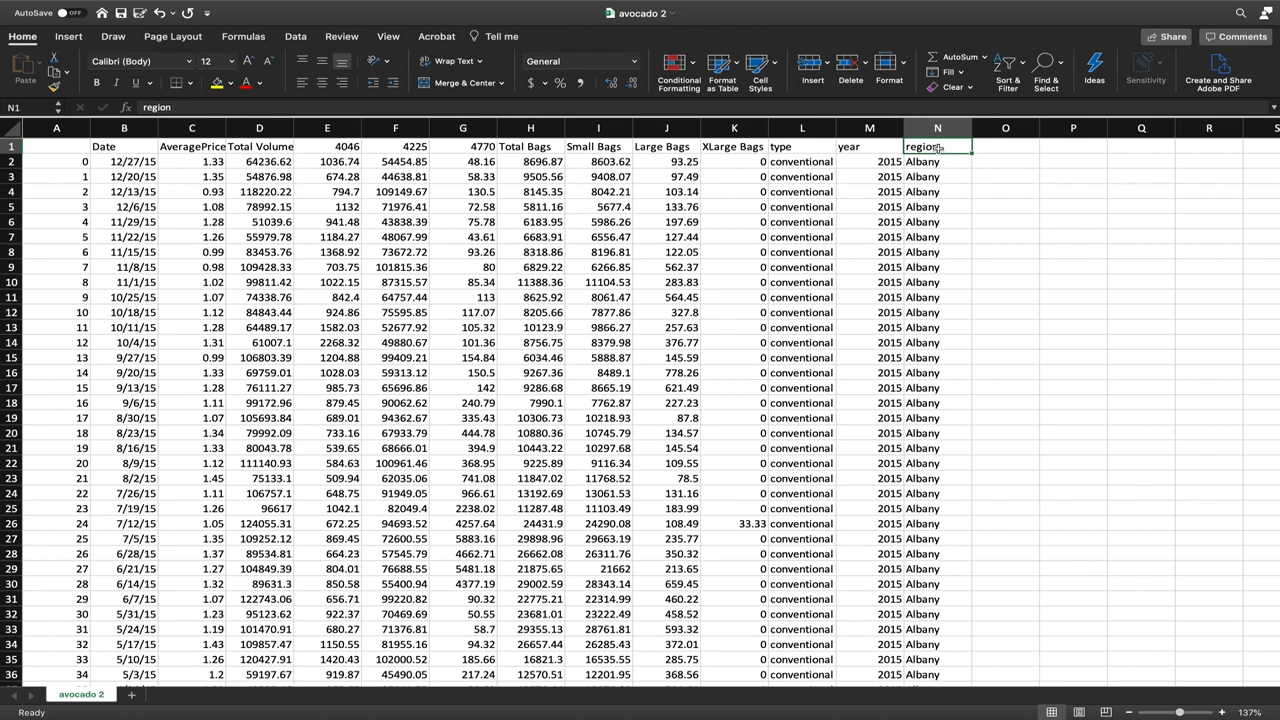 AutoSave OFF avocado 2
Home Insert Draw Page Layout Formulas Data Review View Acrobat Tell me Share Comments
Paste Calibri (Body) 12 Wrap Text General Conditional Formatting Format as Table Cell Styles Insert Delete Format AutoSum Sort & Filter Find & Select Ideas Sensitivity Create and Share Adobe PDF
B I U A Merge & Center $ % Fill Clear
N1 fx region
A B C D E F G H I J K L M N O P Q R S
1 Date AveragePrice Total Volume 4046 4225 4770 Total Bags Small Bags Large Bags XLarge Bags type year region
2 0 12/27/15 1.33 64236.62 1036.74 54454.85 48.16 8696.87 8603.62 93.25 0 conventional 2015 Albany
3 1 12/20/15 1.35 54876.98 674.28 44638.81 58.33 9505.56 9408.07 97.49 0 conventional 2015 Albany
4 2 12/13/15 0.93 118220.22 794.7 109149.67 130.5 8145.35 8042.21 103.14 0 conventional 2015 Albany
5 3 12/6/15 1.08 78992.15 1132 71976.41 72.58 5811.16 5677.4 133.76 0 conventional 2015 Albany
6 4 11/29/15 1.28 51039.6 941.48 43838.39 75.78 6183.95 5986.26 197.69 0 conventional 2015 Albany
7 5 11/22/15 1.26 55979.78 1184.27 48067.99 43.61 6683.91 6556.47 127.44 0 conventional 2015 Albany
8 6 11/15/15 0.99 83453.76 1368.92 73672.72 93.26 8318.86 8196.81 122.05 0 conventional 2015 Albany
9 7 11/8/15 0.98 109428.33 703.75 101815.36 80 6829.22 6266.85 562.37 0 conventional 2015 Albany
10 8 11/1/15 1.02 99811.42 1022.15 87315.57 85.34 11388.36 11104.53 283.83 0 conventional 2015 Albany
11 9 10/25/15 1.07 74338.76 842.4 64757.44 113 8625.92 8061.47 564.45 0 conventional 2015 Albany
12 10 10/18/15 1.12 84843.44 924.86 75595.85 117.07 8205.66 7877.86 327.8 0 conventional 2015 Albany
13 11 10/11/15 1.28 64489.17 1582.03 52677.92 105.32 10123.9 9866.27 257.63 0 conventional 2015 Albany
14 12 10/4/15 1.31 61007.1 2268.32 49880.67 101.36 8756.75 8379.98 376.77 0 conventional 2015 Albany
15 13 9/27/15 0.99 106803.39 1204.88 99409.21 154.84 6034.46 5888.87 145.59 0 conventional 2015 Albany
16 14 9/20/15 1.33 69759.01 1028.03 59313.12 150.5 9267.36 8489.1 778.26 0 conventional 2015 Albany
17 15 9/13/15 1.28 76111.27 985.73 65696.86 142 9286.68 8665.19 621.49 0 conventional 2015 Albany
18 16 9/6/15 1.11 99172.96 879.45 90062.62 240.79 7990.1 7762.87 227.23 0 conventional 2015 Albany
19 17 8/30/15 1.07 105693.84 689.01 94362.67 335.43 10306.73 10218.93 87.8 0 conventional 2015 Albany
20 18 8/23/15 1.34 79992.09 733.16 67933.79 444.78 10880.36 10745.79 134.57 0 conventional 2015 Albany
21 19 8/16/15 1.33 80043.78 539.65 68666.01 394.9 10443.22 10297.68 145.54 0 conventional 2015 Albany
22 20 8/9/15 1.12 111140.93 584.63 100961.46 368.95 9225.89 9116.34 109.55 0 conventional 2015 Albany
23 21 8/2/15 1.45 75133.1 509.94 62035.06 741.08 11847.02 11768.52 78.5 0 conventional 2015 Albany
24 22 7/26/15 1.11 106757.1 648.75 91949.05 966.61 13192.69 13061.53 131.16 0 conventional 2015 Albany
25 23 7/19/15 1.26 96617 1042.1 82049.4 2238.02 11287.48 11103.49 183.99 0 conventional 2015 Albany
26 24 7/12/15 1.05 124055.31 672.25 94693.52 4257.64 24431.9 24290.08 108.49 33.33 conventional 2015 Albany
27 25 7/5/15 1.35 109252.12 869.45 72600.55 5883.16 29898.96 29663.19 235.77 0 conventional 2015 Albany
28 26 6/28/15 1.37 89534.81 664.23 57545.79 4662.71 26662.08 26311.76 350.32 0 conventional 2015 Albany
29 27 6/21/15 1.27 104849.39 804.01 76688.55 5481.18 21875.65 21662 213.65 0 conventional 2015 Albany
30 28 6/14/15 1.32 89631.3 850.58 55400.94 4377.19 29002.59 28343.14 659.45 0 conventional 2015 Albany
31 29 6/7/15 1.07 122743.06 656.71 99220.82 90.32 22775.21 22314.99 460.22 0 conventional 2015 Albany
32 30 5/31/15 1.23 95123.62 922.37 70469.69 50.55 23681.01 23222.49 458.52 0 conventional 2015 Albany
33 31 5/24/15 1.19 101470.91 680.27 71376.81 58.7 29355.13 28761.81 593.32 0 conventional 2015 Albany
34 32 5/17/15 1.43 109857.47 1150.55 81955.16 94.32 26657.44 26285.43 372.01 0 conventional 2015 Albany
35 33 5/10/15 1.26 120427.91 1420.43 102000.52 185.66 16821.3 16535.55 285.75 0 conventional 2015 Albany
36 34 5/3/15 1.2 59197.67 919.87 45490.05 217.24 12570.51 12201.95 368.56 0 conventional 2015 Albany
avocado 2
Ready 137%